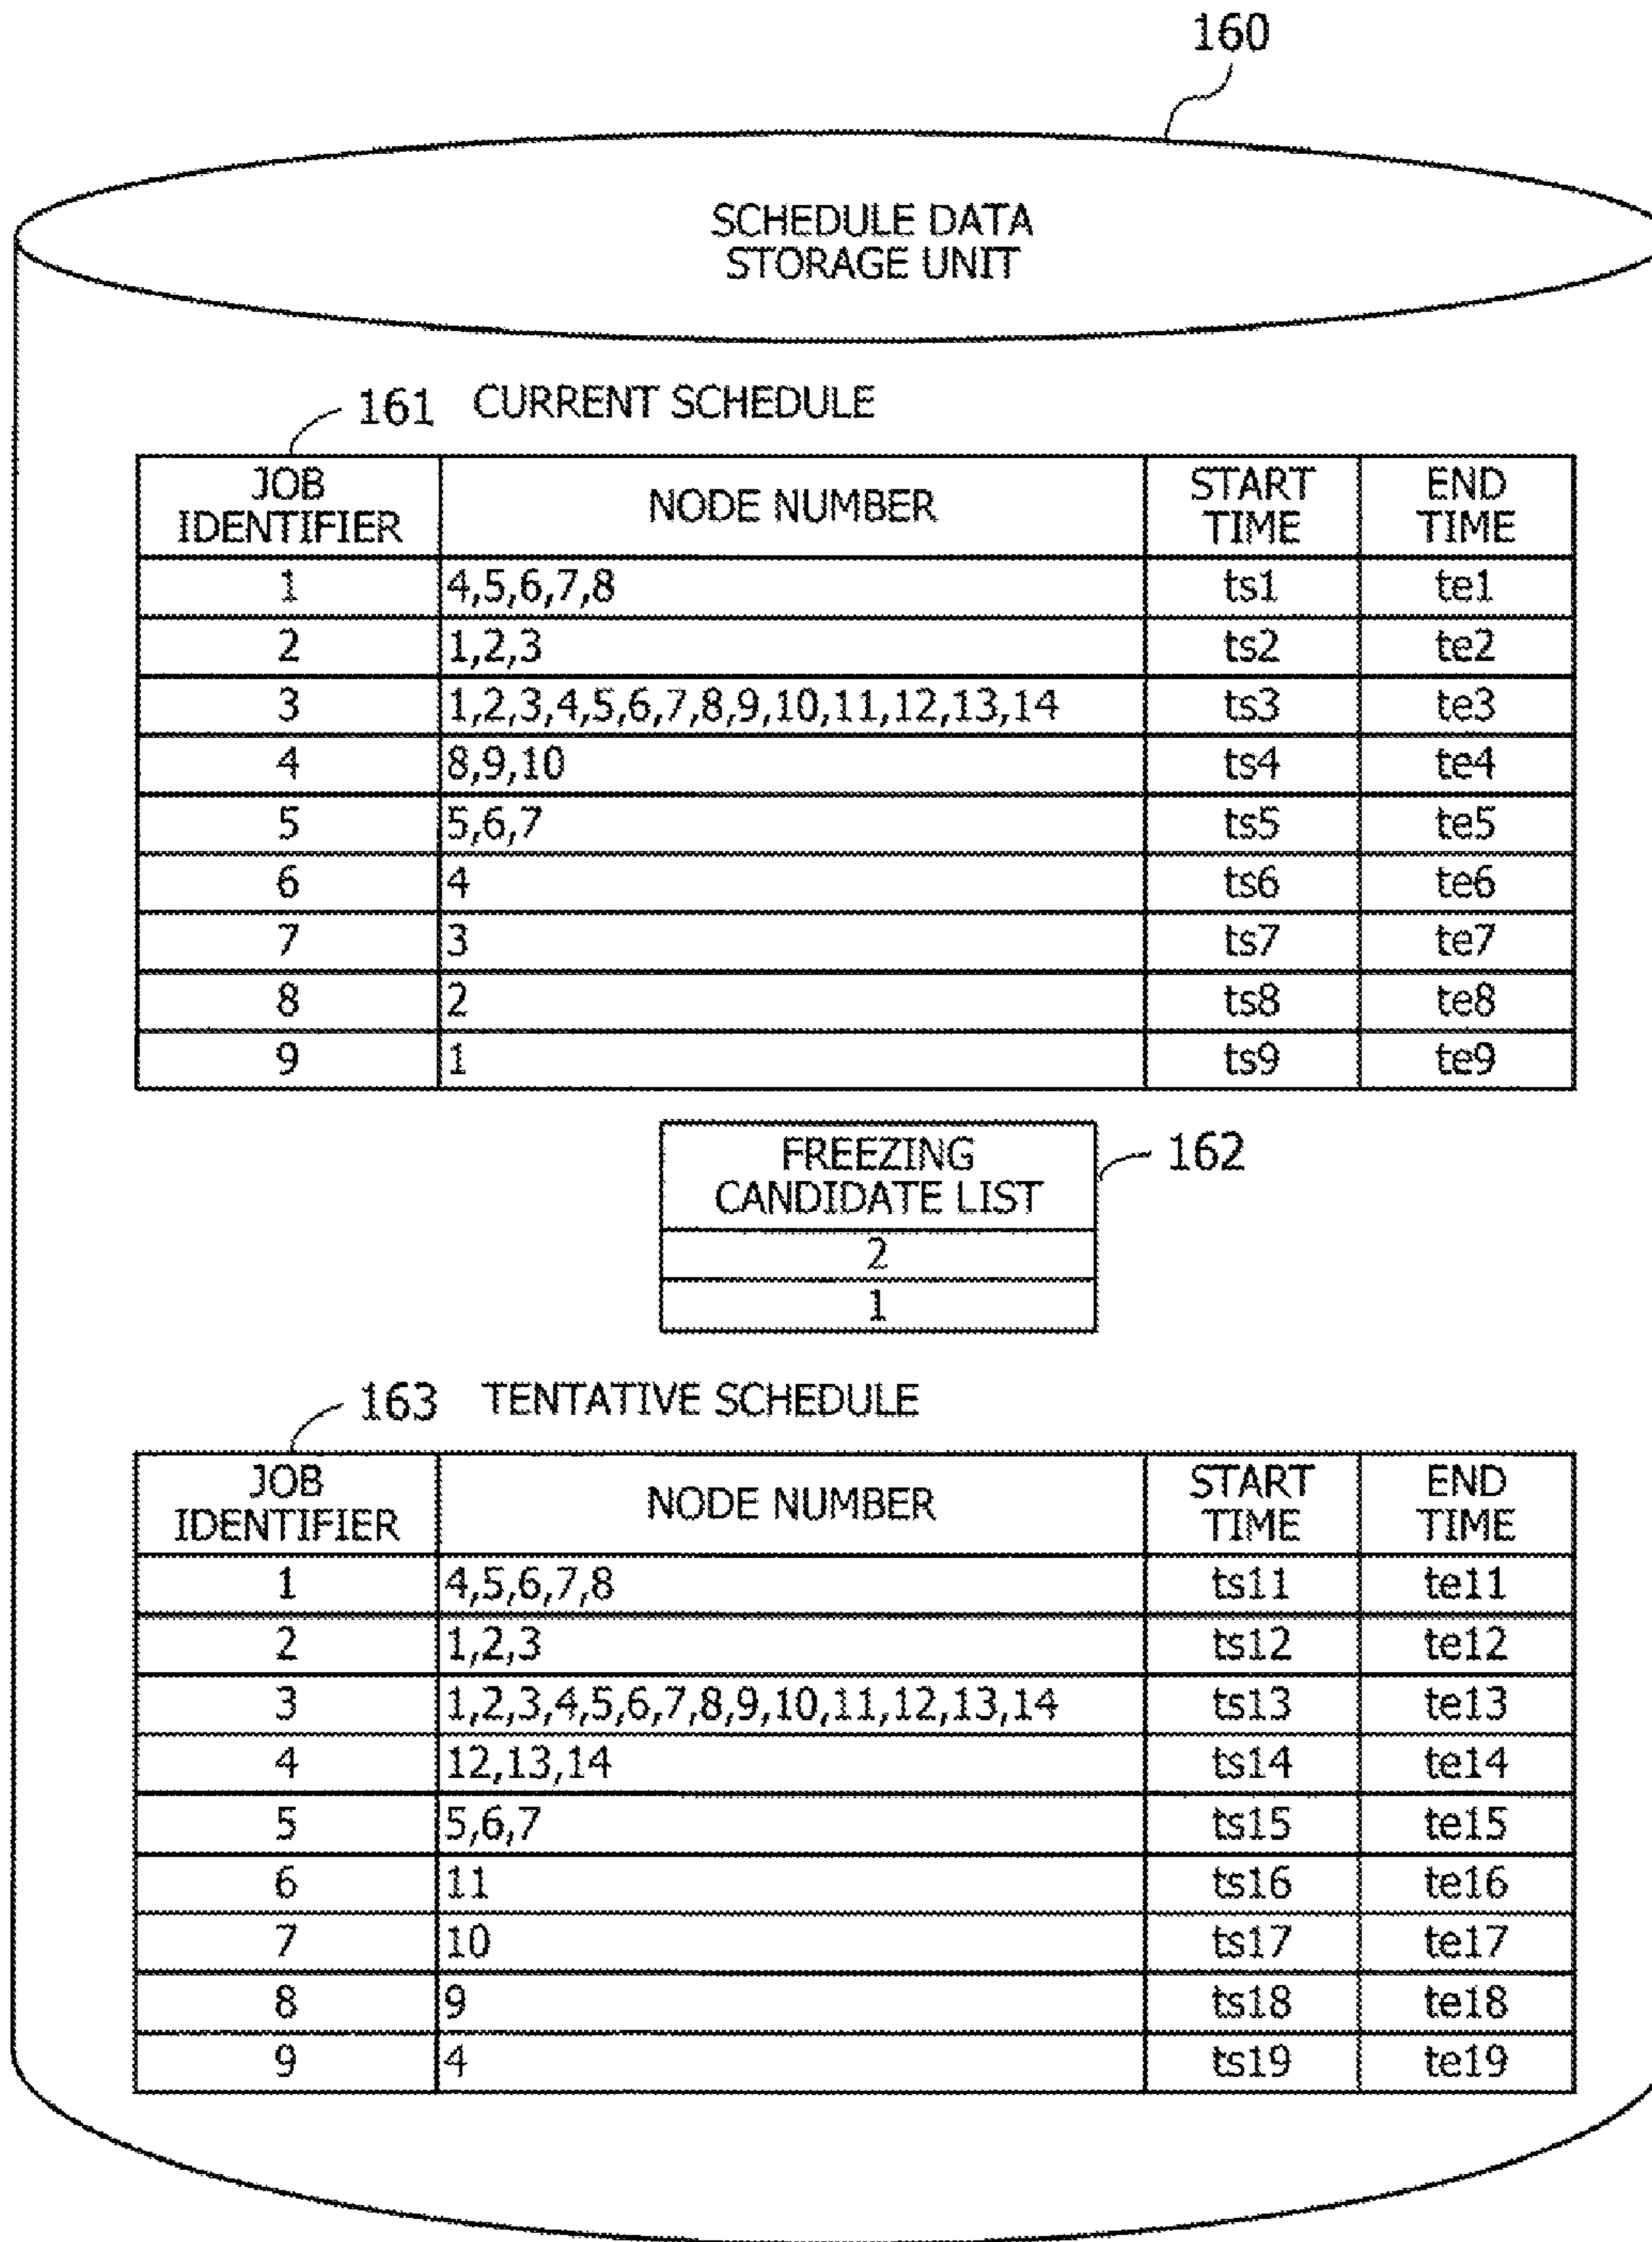 160
SCHEDULE DATA
STORAGE UNIT
161 CURRENT SCHEDULE
JOB IDENTIFIER NODE NUMBER START TIME END TIME
1 4,5,6,7,8 ts1 te1
2 1,2,3 ts2 te2
3 1,2,3,4,5,6,7,8,9,10,11,12,13,14 ts3 te3
4 8,9,10 ts4 te4
5 5,6,7 ts5 te5
6 4 ts6 te6
7 3 ts7 te7
8 2 ts8 te8
9 1 ts9 te9
FREEZING
CANDIDATE LIST
162
2
1
163 TENTATIVE SCHEDULE
JOB IDENTIFIER NODE NUMBER START TIME END TIME
1 4,5,6,7,8 ts11 te11
2 1,2,3 ts12 te12
3 1,2,3,4,5,6,7,8,9,10,11,12,13,14 ts13 te13
4 12,13,14 ts14 te14
5 5,6,7 ts15 te15
6 11 ts16 te16
7 10 ts17 te17
8 9 ts18 te18
9 4 ts19 te19